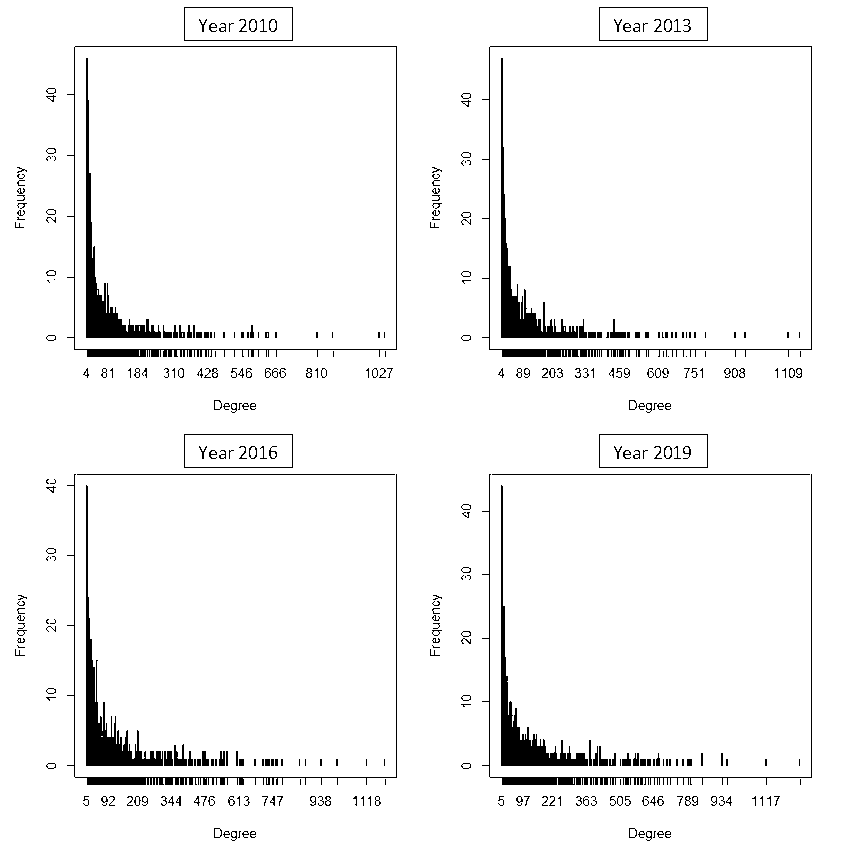 Year 2010
Frequency
0 10 20 30 40
4 81 184 310 428 546 666 810 1027
Degree
Year 2013
Frequency
0 10 20 30 40
4 89 203 331 459 609 751 908 1109
Degree
Year 2016
Frequency
0 10 20 30 40
5 92 209 344 476 613 747 938 1118
Degree
Year 2019
Frequency
0 10 20 30 40
5 97 221 363 505 646 789 934 1117
Degree